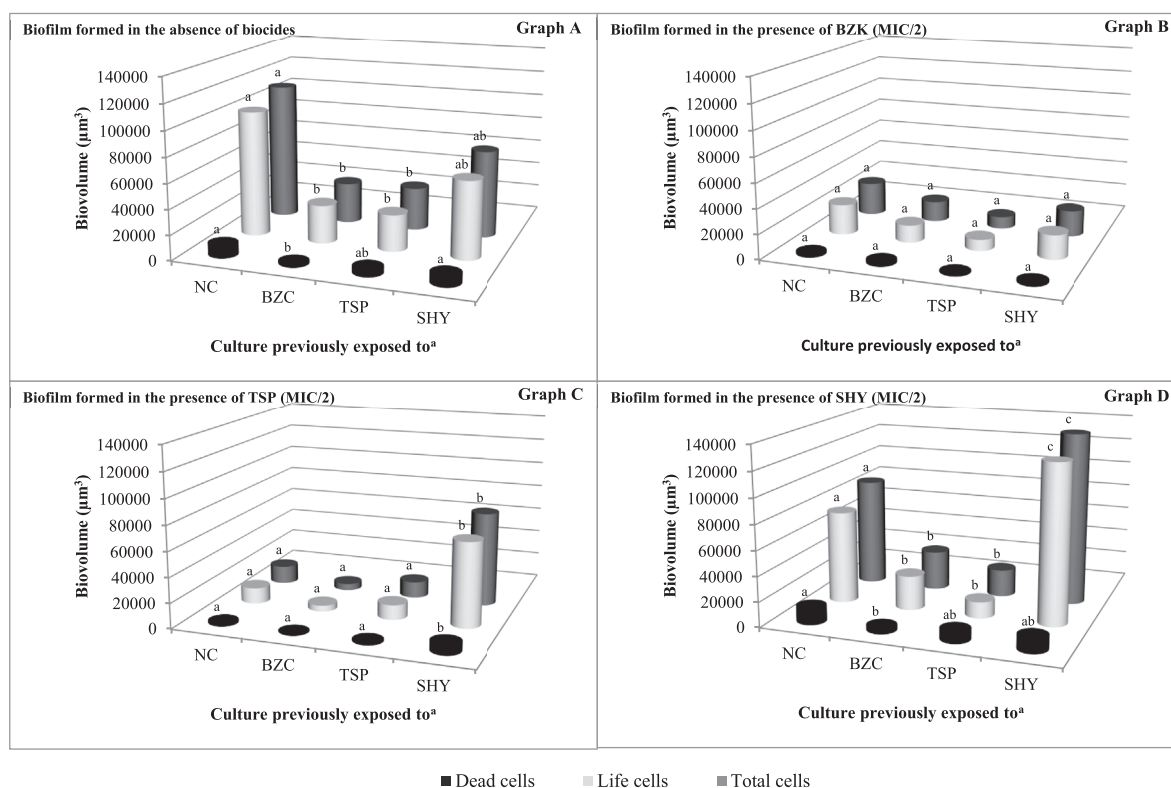 Biofilm formed in the absence of biocides
Graph A
Biovolume (µm³)
140000
120000
100000
80000
60000
40000
20000
0
a
a
a
b
b
b
ab
b
b
a
ab
ab
NC
BZC
TSP
SHY
Culture previously exposed toᵃ
Biofilm formed in the presence of BZK (MIC/2)
Graph B
Biovolume (µm³)
140000
120000
100000
80000
60000
40000
20000
0
a
a
a
a
a
a
a
a
a
a
a
a
NC
BZC
TSP
SHY
Culture previously exposed toᵃ
Biofilm formed in the presence of TSP (MIC/2)
Graph C
Biovolume (µm³)
140000
120000
100000
80000
60000
40000
20000
0
a
a
a
a
a
a
a
a
a
b
b
b
NC
BZC
TSP
SHY
Culture previously exposed toᵃ
Biofilm formed in the presence of SHY (MIC/2)
Graph D
Biovolume (µm³)
140000
120000
100000
80000
60000
40000
20000
0
a
a
a
b
b
b
ab
b
b
ab
c
c
NC
BZC
TSP
SHY
Culture previously exposed toᵃ
Dead cells
Life cells
Total cells